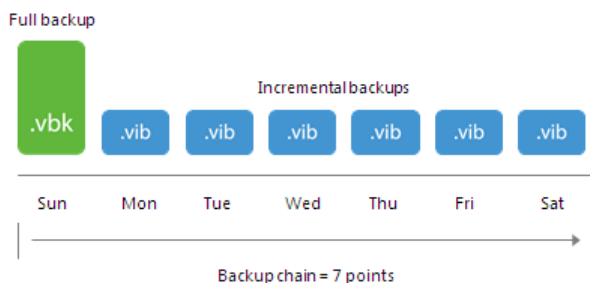 Full backup
Incremental backups
.vbk
.vib .vib .vib .vib .vib .vib
Sun Mon Tue Wed Thu Fri Sat
Backup chain = 7 points